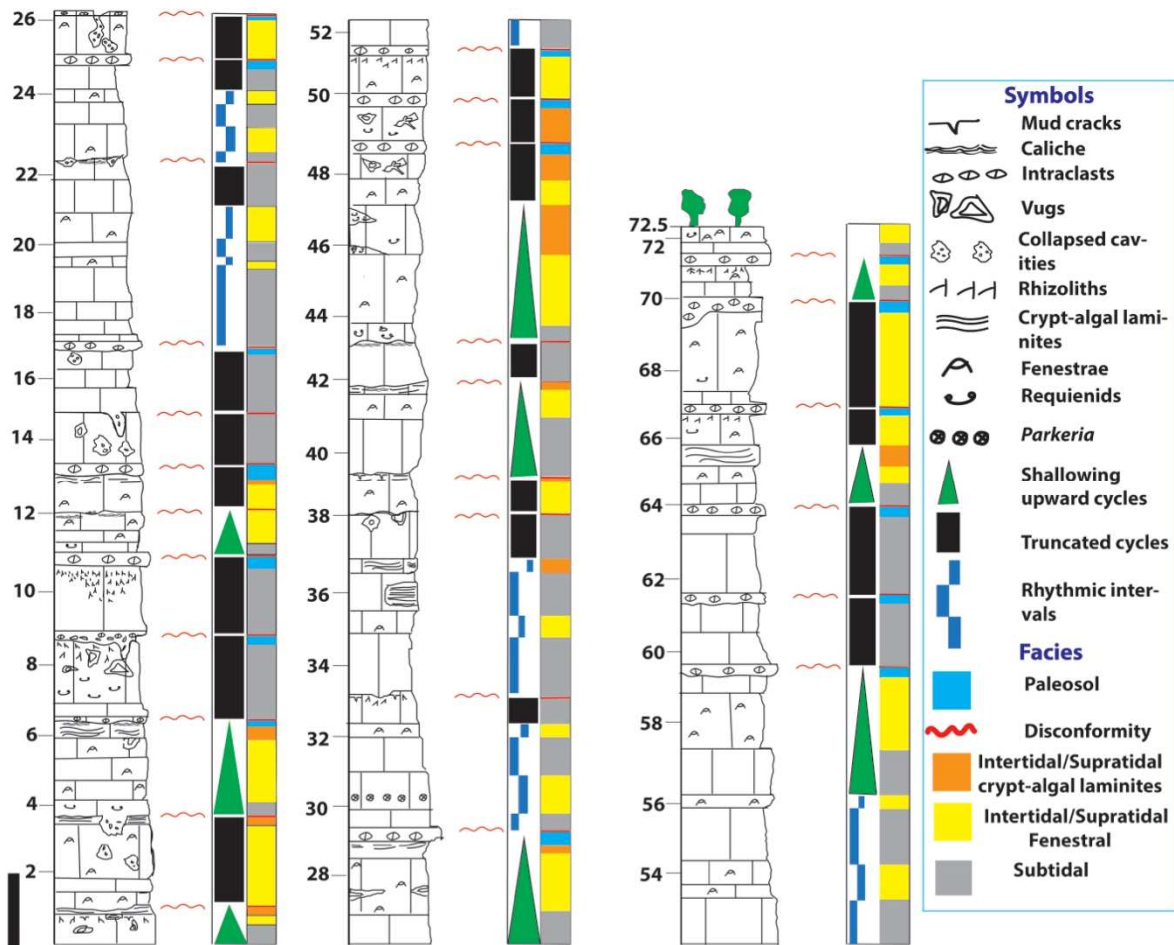 26
24
22
20
18
16
14
12
10
8
6
4
2
52
50
48
46
44
42
40
38
36
34
32
30
28
72.5
72
70
68
66
64
62
60
58
56
54
Symbols
Mud cracks
Caliche
Intraclasts
Vugs
Collapsed cav-
ities
Rhizoliths
Crypt-algal lami-
nites
Fenestrae
Requienids
Parkeria
Shallowing
upward cycles
Truncated cycles
Rhythmic inter-
vals
Facies
Paleosol
Disconformity
Intertidal/Supratidal
crypt-algal laminites
Intertidal/Supratidal
Fenestral
Subtidal